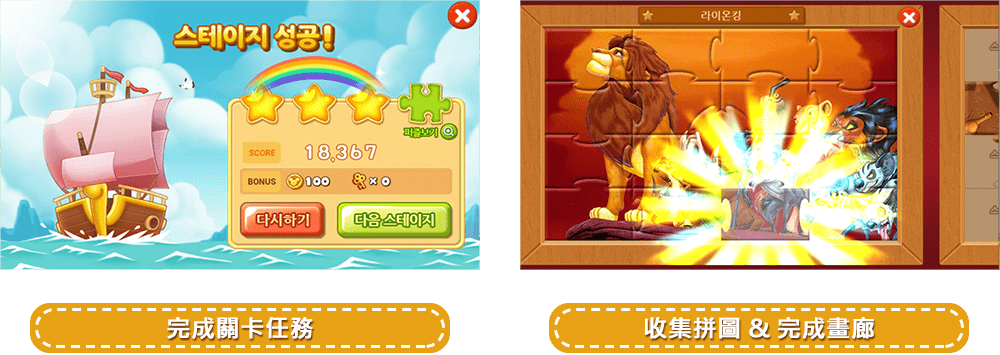 스테이지 성공!
퍼즐보기
SCORE 18,367
BONUS 100 x 0
다시하기
다음 스테이지
라이온킹
完成關卡任務
收集拼圖 & 完成畫廊